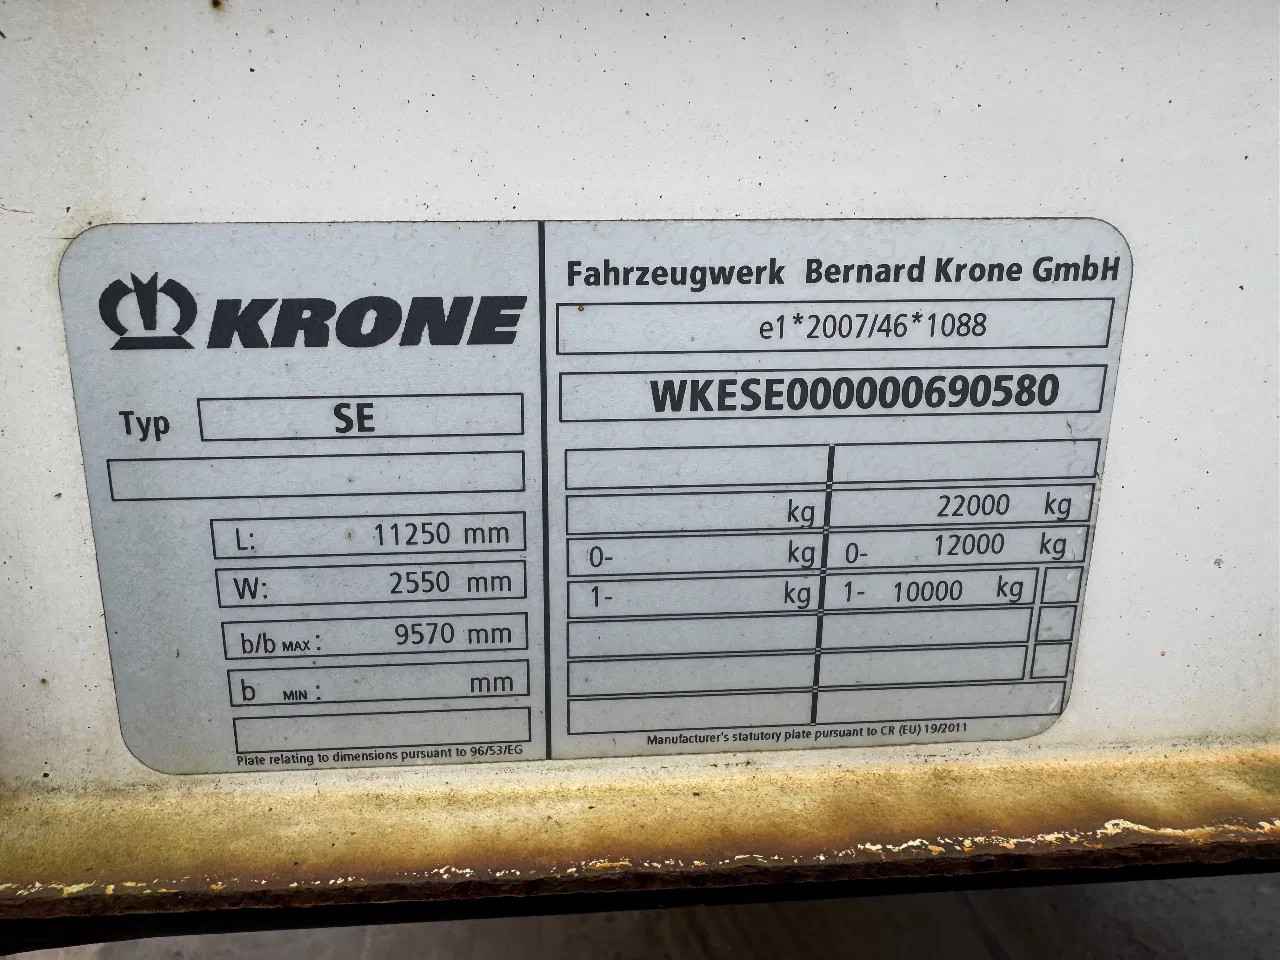 KRONE
Typ SE
L: 11250 mm
W: 2550 mm
b/b MAX : 9570 mm
b MIN : mm
Plate relating to dimensions pursuant to 96/53/EG
Fahrzeugwerk Bernard Krone GmbH
e1*2007/46*1088
WKESE000000690580
kg 22000 kg
0- kg 0- 12000 kg
1- kg 1- 10000 kg
Manufacturer's statutory plate pursuant to CR (EU) 19/2011